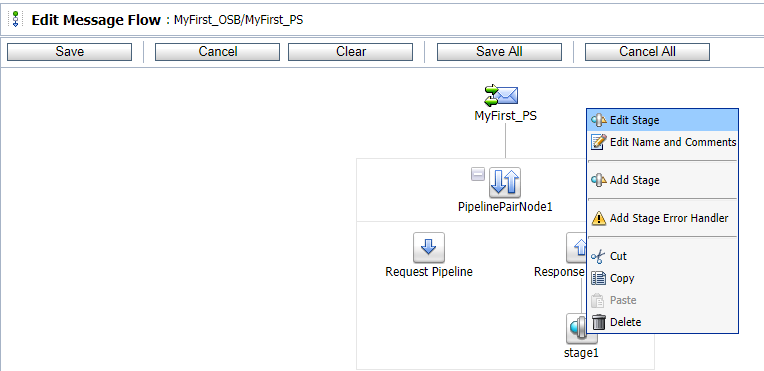 Edit Message Flow : MyFirst_OSB/MyFirst_PS
Save Cancel Clear Save All Cancel All
MyFirst_PS
PipelinePairNode1
Request Pipeline
Response
stage1
Edit Stage
Edit Name and Comments
Add Stage
Add Stage Error Handler
Cut
Copy
Paste
Delete